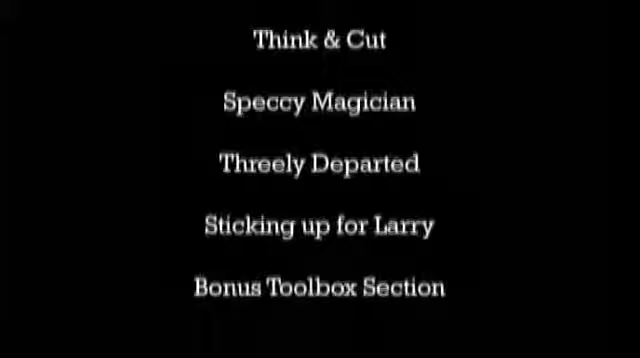 Think & Cut
Speccy Magician
Threely Departed
Sticking up for Larry
Bonus Toolbox Section